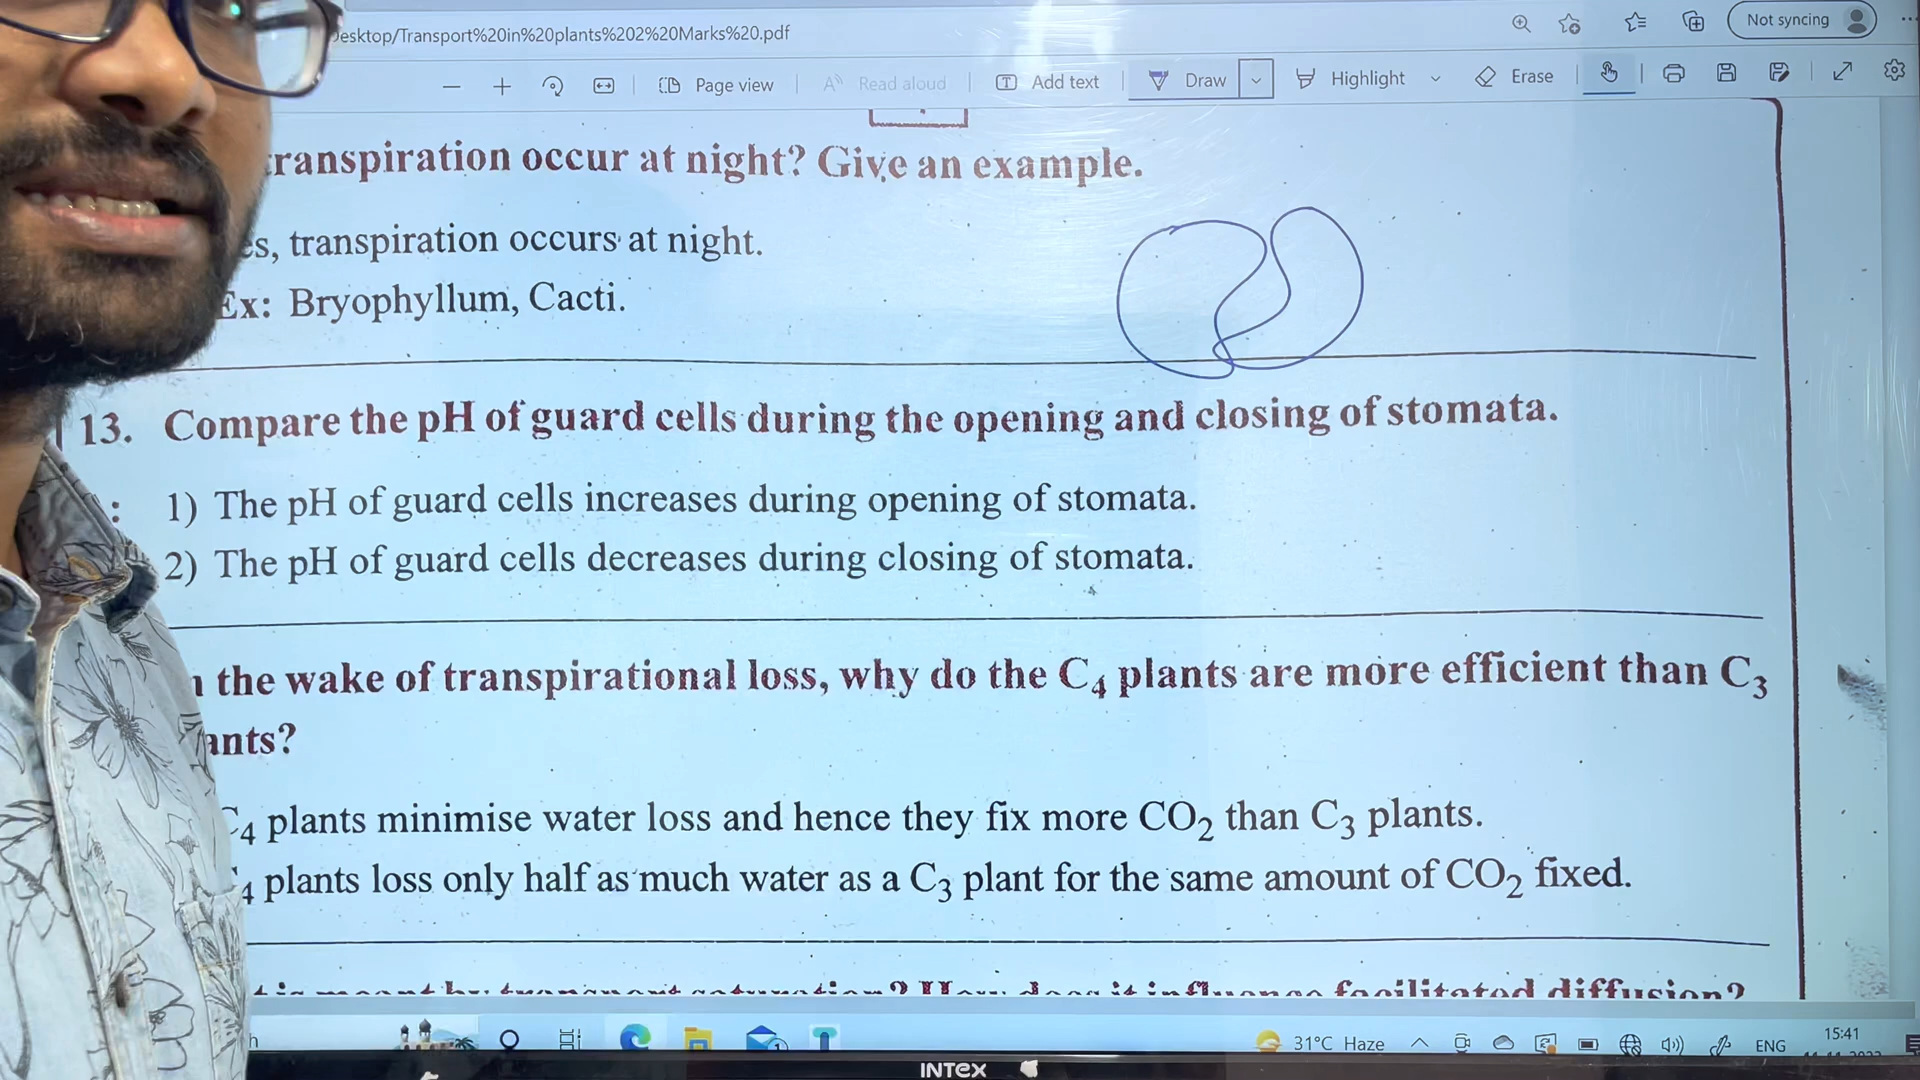 esktop/Transport%20in%20plants%202%20Marks%20.pdf
Not syncing
Page view
Read aloud
Add text
Draw
Highlight
Erase
ranspiration occur at night? Give an example.
es, transpiration occurs at night.
Ex: Bryophyllum, Cacti.
13. Compare the pH of guard cells during the opening and closing of stomata.
: 1) The pH of guard cells increases during opening of stomata.
2) The pH of guard cells decreases during closing of stomata.
the wake of transpirational loss, why do the C₄ plants are more efficient than C₃
ants?
C₄ plants minimise water loss and hence they fix more CO₂ than C₃ plants.
₄ plants loss only half as much water as a C₃ plant for the same amount of CO₂ fixed.
facilitated diffusion?
31°C Haze
ENG
15:41
INTEX